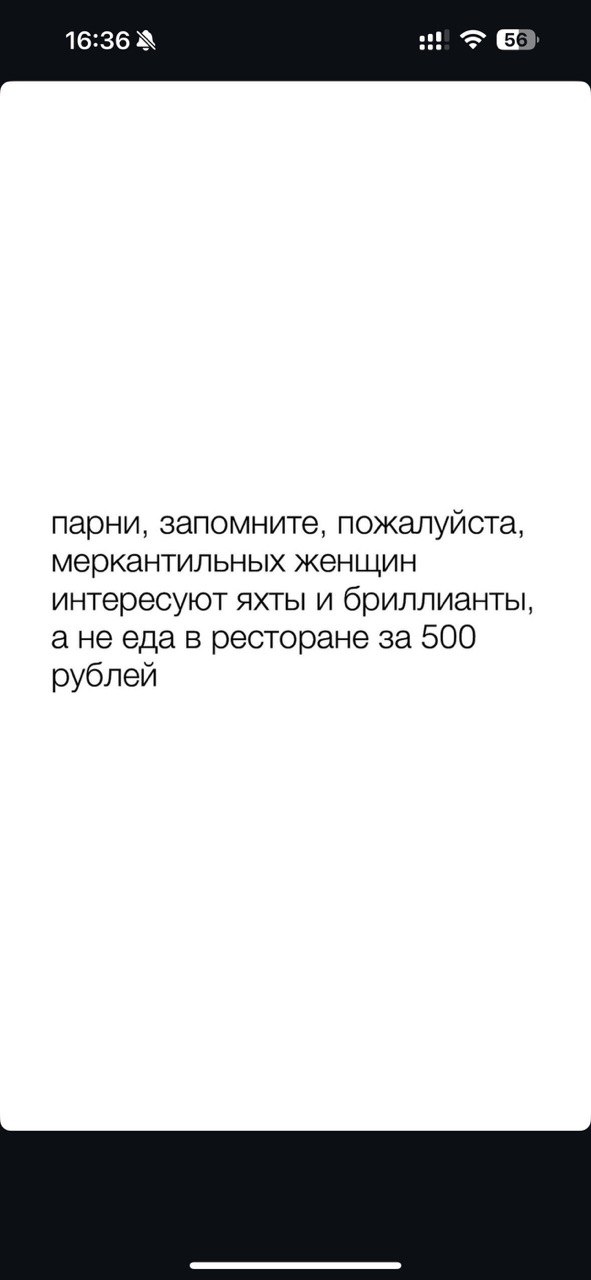 16:36
56
парни, запомните, пожалуйста,
меркантильных женщин
интересуют яхты и бриллианты,
а не еда в ресторане за 500
рублей